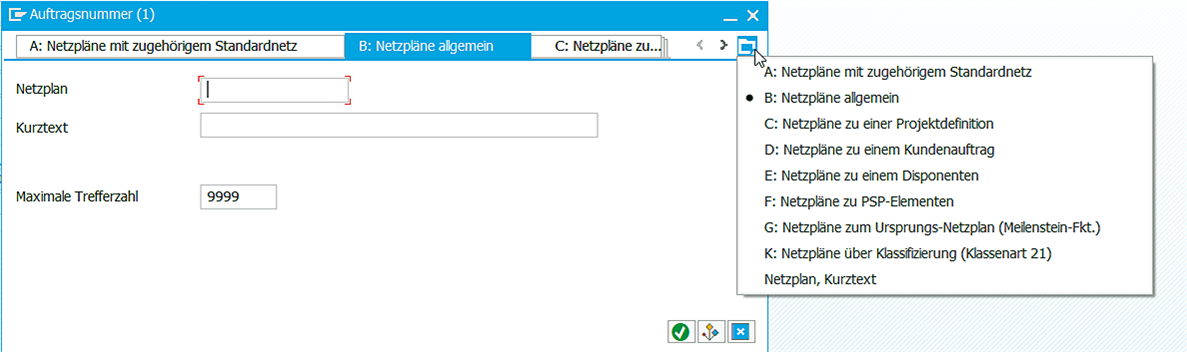 Auftragsnummer (1)
A: Netzpläne mit zugehörigem Standardnetz
B: Netzpläne allgemein
C: Netzpläne zu...
Netzplan
Kurztext
Maximale Trefferzahl
9999
A: Netzpläne mit zugehörigem Standardnetz
B: Netzpläne allgemein
C: Netzpläne zu einer Projektdefinition
D: Netzpläne zu einem Kundenauftrag
E: Netzpläne zu einem Disponenten
F: Netzpläne zu PSP-Elementen
G: Netzpläne zum Ursprungs-Netzplan (Meilenstein-Fkt.)
K: Netzpläne über Klassifizierung (Klassenart 21)
Netzplan, Kurztext